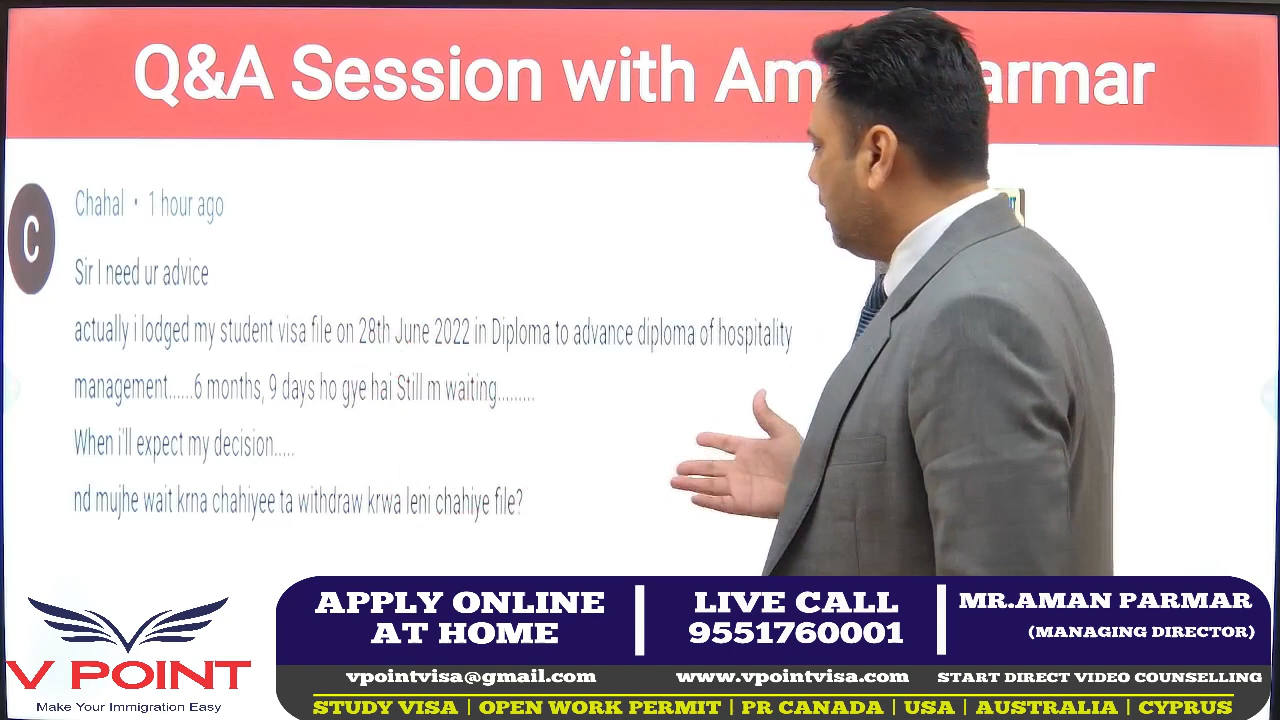 Q&A Session with Am armar
Chahal • 1 hour ago
C
Sir I need ur advice
actually i lodged my student visa file on 28th June 2022 in Diploma to advance diploma of hospitality
management......6 months, 9 days ho gye hai Still m waiting.........
When i'll expect my decision.....
nd mujhe wait krna chahiyee ta withdraw krwa leni chahiye file?
APPLY ONLINE
AT HOME
LIVE CALL
9551760001
MR.AMAN PARMAR
(MANAGING DIRECTOR)
V POINT
Make Your Immigration Easy
vpointvisa@gmail.com
www.vpointvisa.com
START DIRECT VIDEO COUNSELLING
STUDY VISA | OPEN WORK PERMIT | PR CANADA | USA | AUSTRALIA | CYPRUS